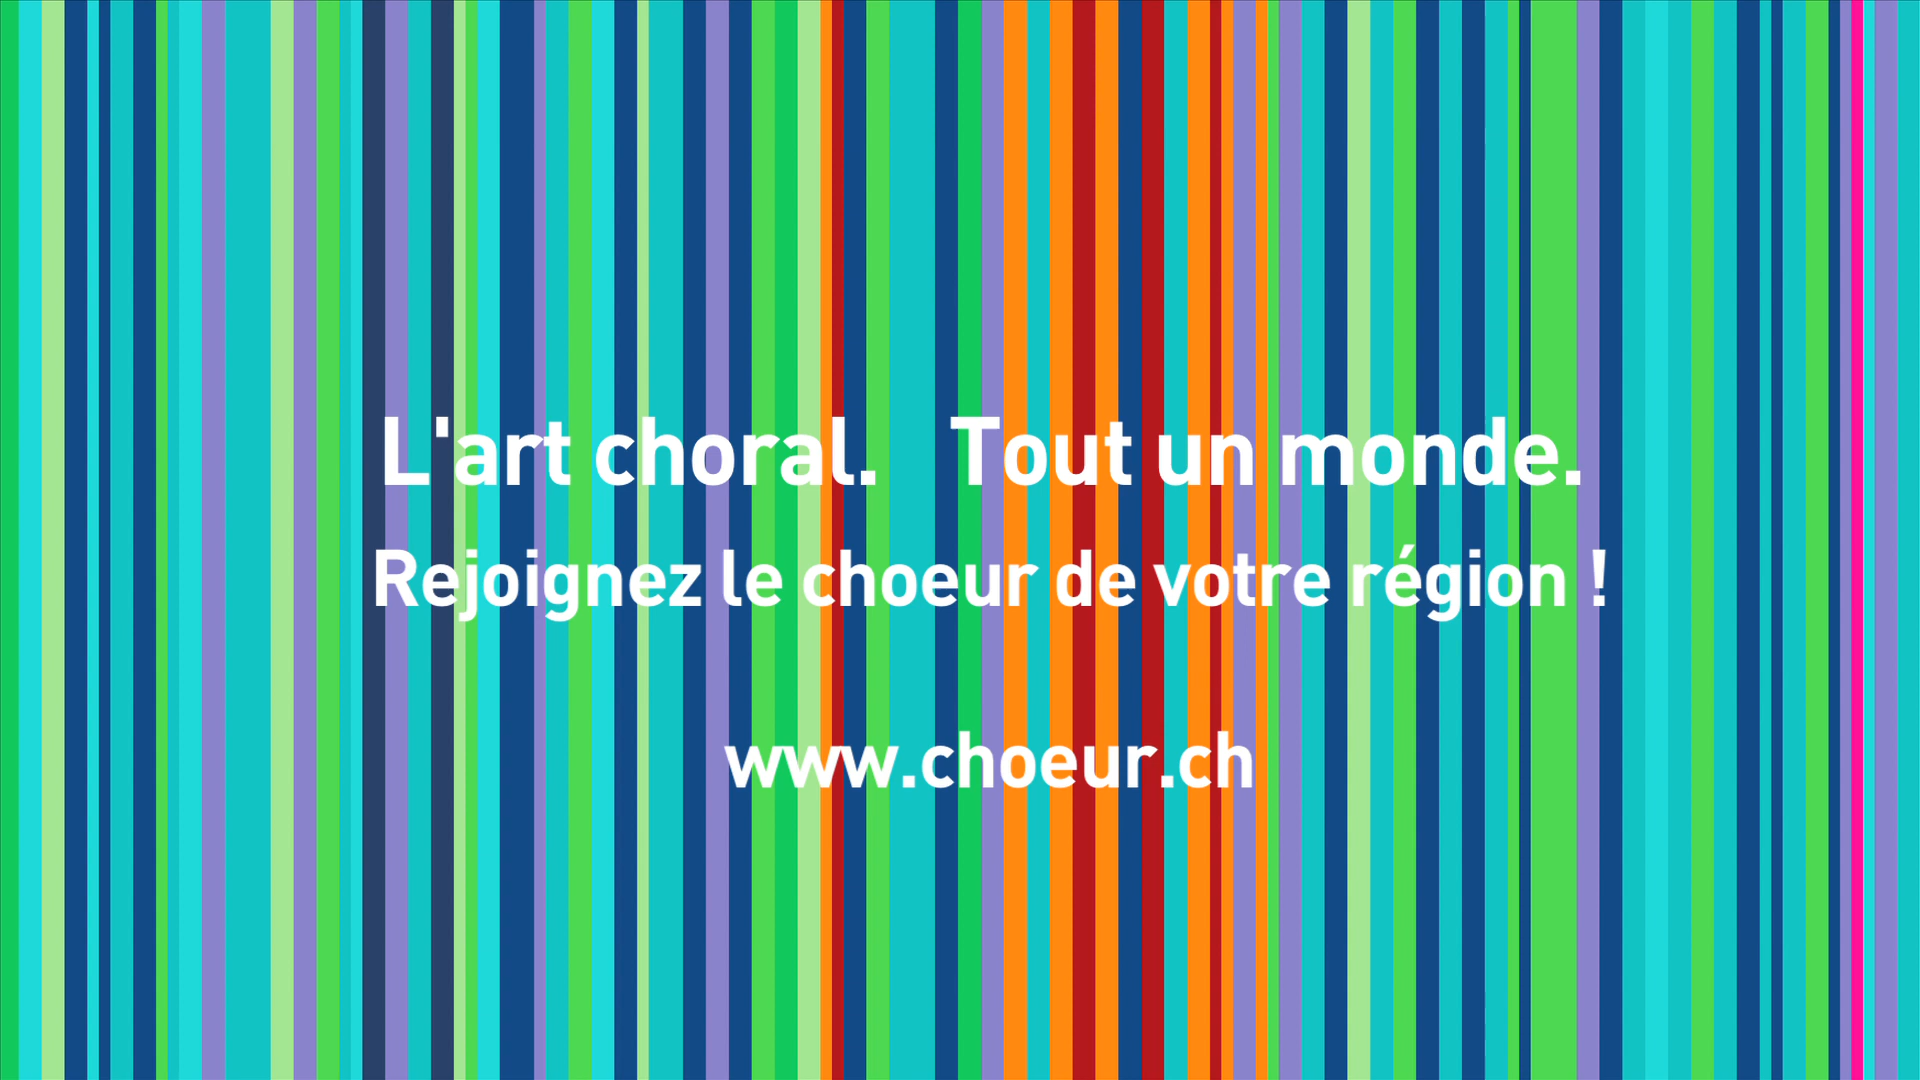 L'art choral. Tout un monde.
Rejoignez le choeur de votre région !
www.choeur.ch